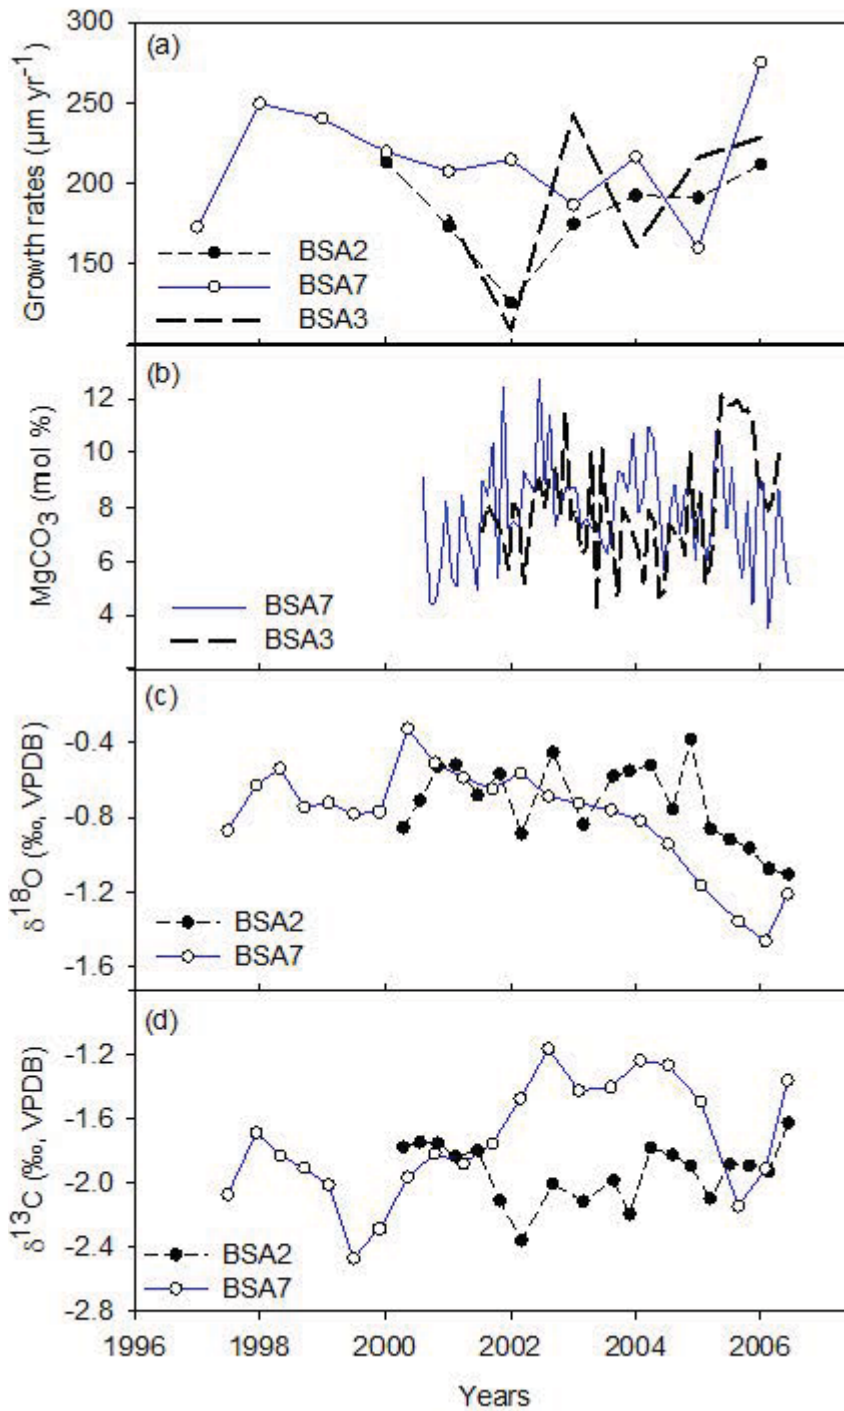 300
(a)
250
200
150
Growth rates (µm yr⁻¹)
BSA2
BSA7
BSA3
(b)
12
10
8
6
4
MgCO₃ (mol %)
BSA7
BSA3
(c)
-0.4
-0.8
-1.2
-1.6
δ¹⁸O (‰, VPDB)
BSA2
BSA7
(d)
-1.2
-1.6
-2.0
-2.4
-2.8
δ¹³C (‰, VPDB)
BSA2
BSA7
1996 1998 2000 2002 2004 2006
Years